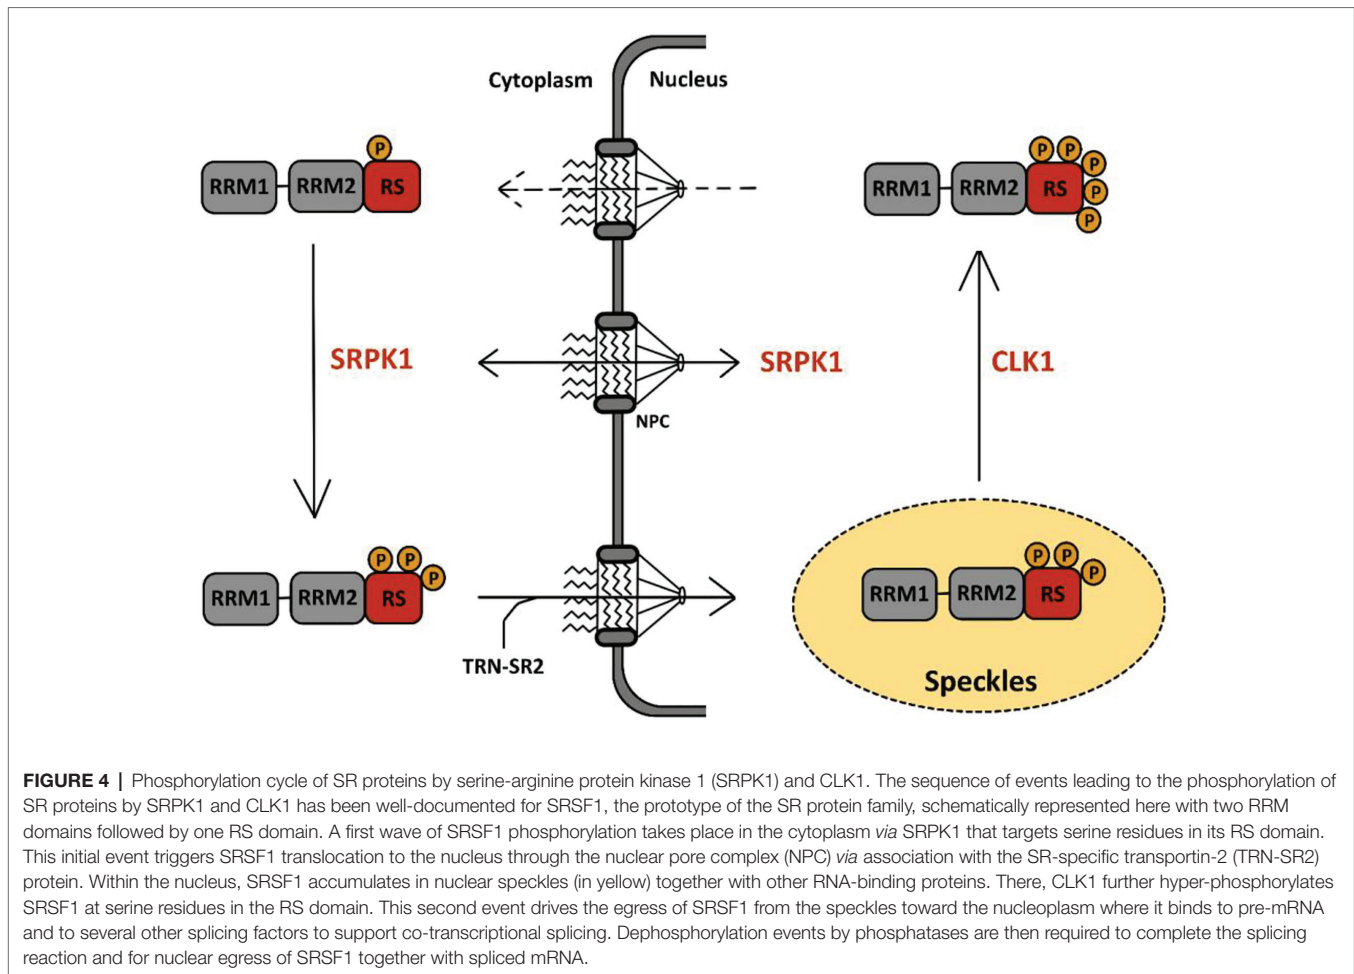 Cytoplasm Nucleus
P
RRM1 RRM2 RS
P P P P P
RRM1 RRM2 RS
SRPK1
SRPK1
CLK1
NPC
P P P
RRM1 RRM2 RS
TRN-SR2
P P P
RRM1 RRM2 RS
Speckles
FIGURE 4 | Phosphorylation cycle of SR proteins by serine-arginine protein kinase 1 (SRPK1) and CLK1. The sequence of events leading to the phosphorylation of
SR proteins by SRPK1 and CLK1 has been well-documented for SRSF1, the prototype of the SR protein family, schematically represented here with two RRM
domains followed by one RS domain. A first wave of SRSF1 phosphorylation takes place in the cytoplasm via SRPK1 that targets serine residues in its RS domain.
This initial event triggers SRSF1 translocation to the nucleus through the nuclear pore complex (NPC) via association with the SR-specific transportin-2 (TRN-SR2)
protein. Within the nucleus, SRSF1 accumulates in nuclear speckles (in yellow) together with other RNA-binding proteins. There, CLK1 further hyper-phosphorylates
SRSF1 at serine residues in the RS domain. This second event drives the egress of SRSF1 from the speckles toward the nucleoplasm where it binds to pre-mRNA
and to several other splicing factors to support co-transcriptional splicing. Dephosphorylation events by phosphatases are then required to complete the splicing
reaction and for nuclear egress of SRSF1 together with spliced mRNA.